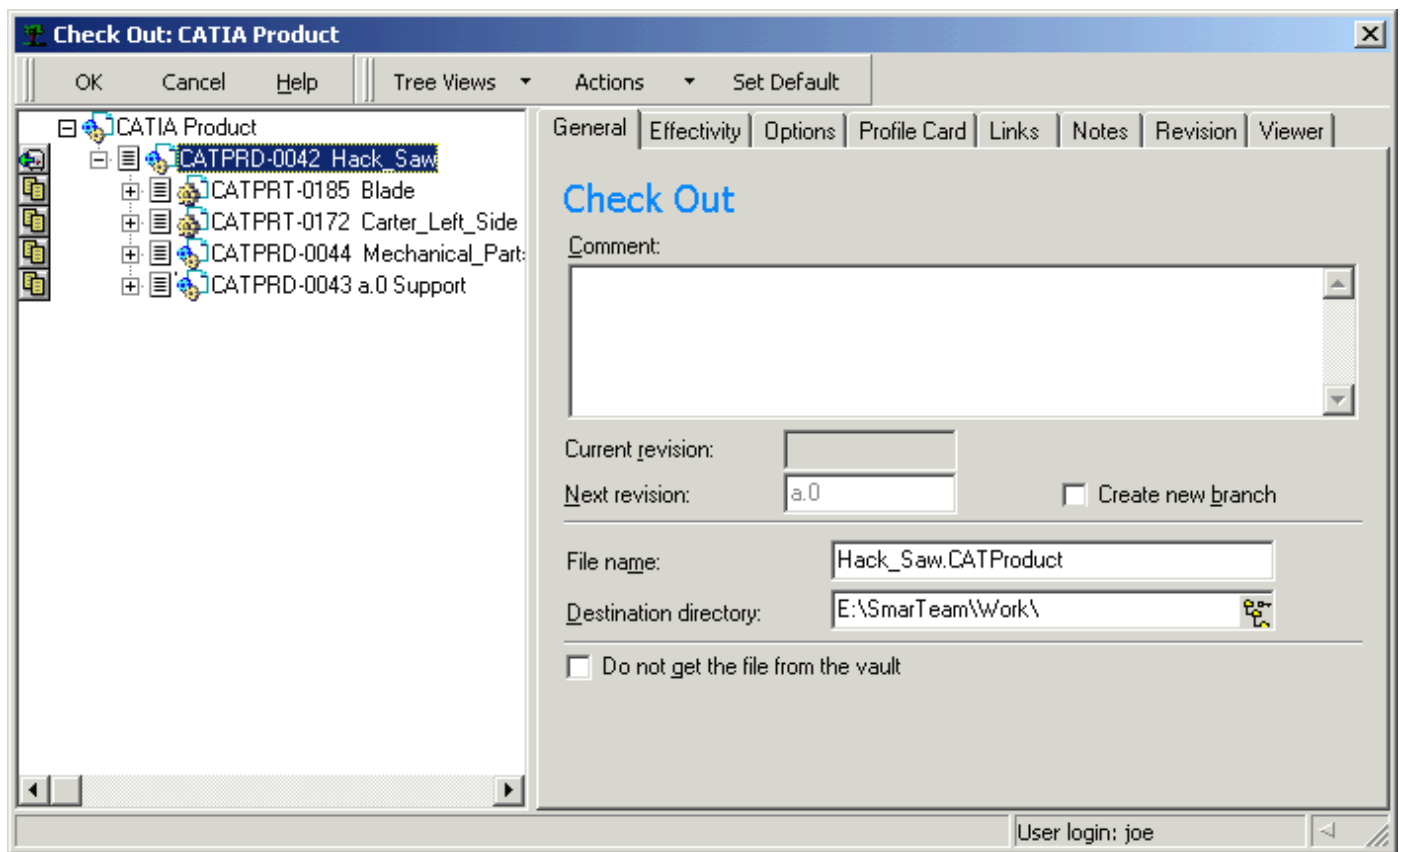 Check Out: CATIA Product
OK Cancel Help Tree Views Actions Set Default
CATIA Product
CATPRD-0042 Hack_Saw
CATPRT-0185 Blade
CATPRT-0172 Carter_Left_Side
CATPRD-0044 Mechanical_Part
CATPRD-0043 a.0 Support
General Effectivity Options Profile Card Links Notes Revision Viewer
Check Out
Comment:
Current revision:
Next revision: a.0 Create new branch
File name: Hack_Saw.CATProduct
Destination directory: E:\SmarTeam\Work\
Do not get the file from the vault
User login: joe